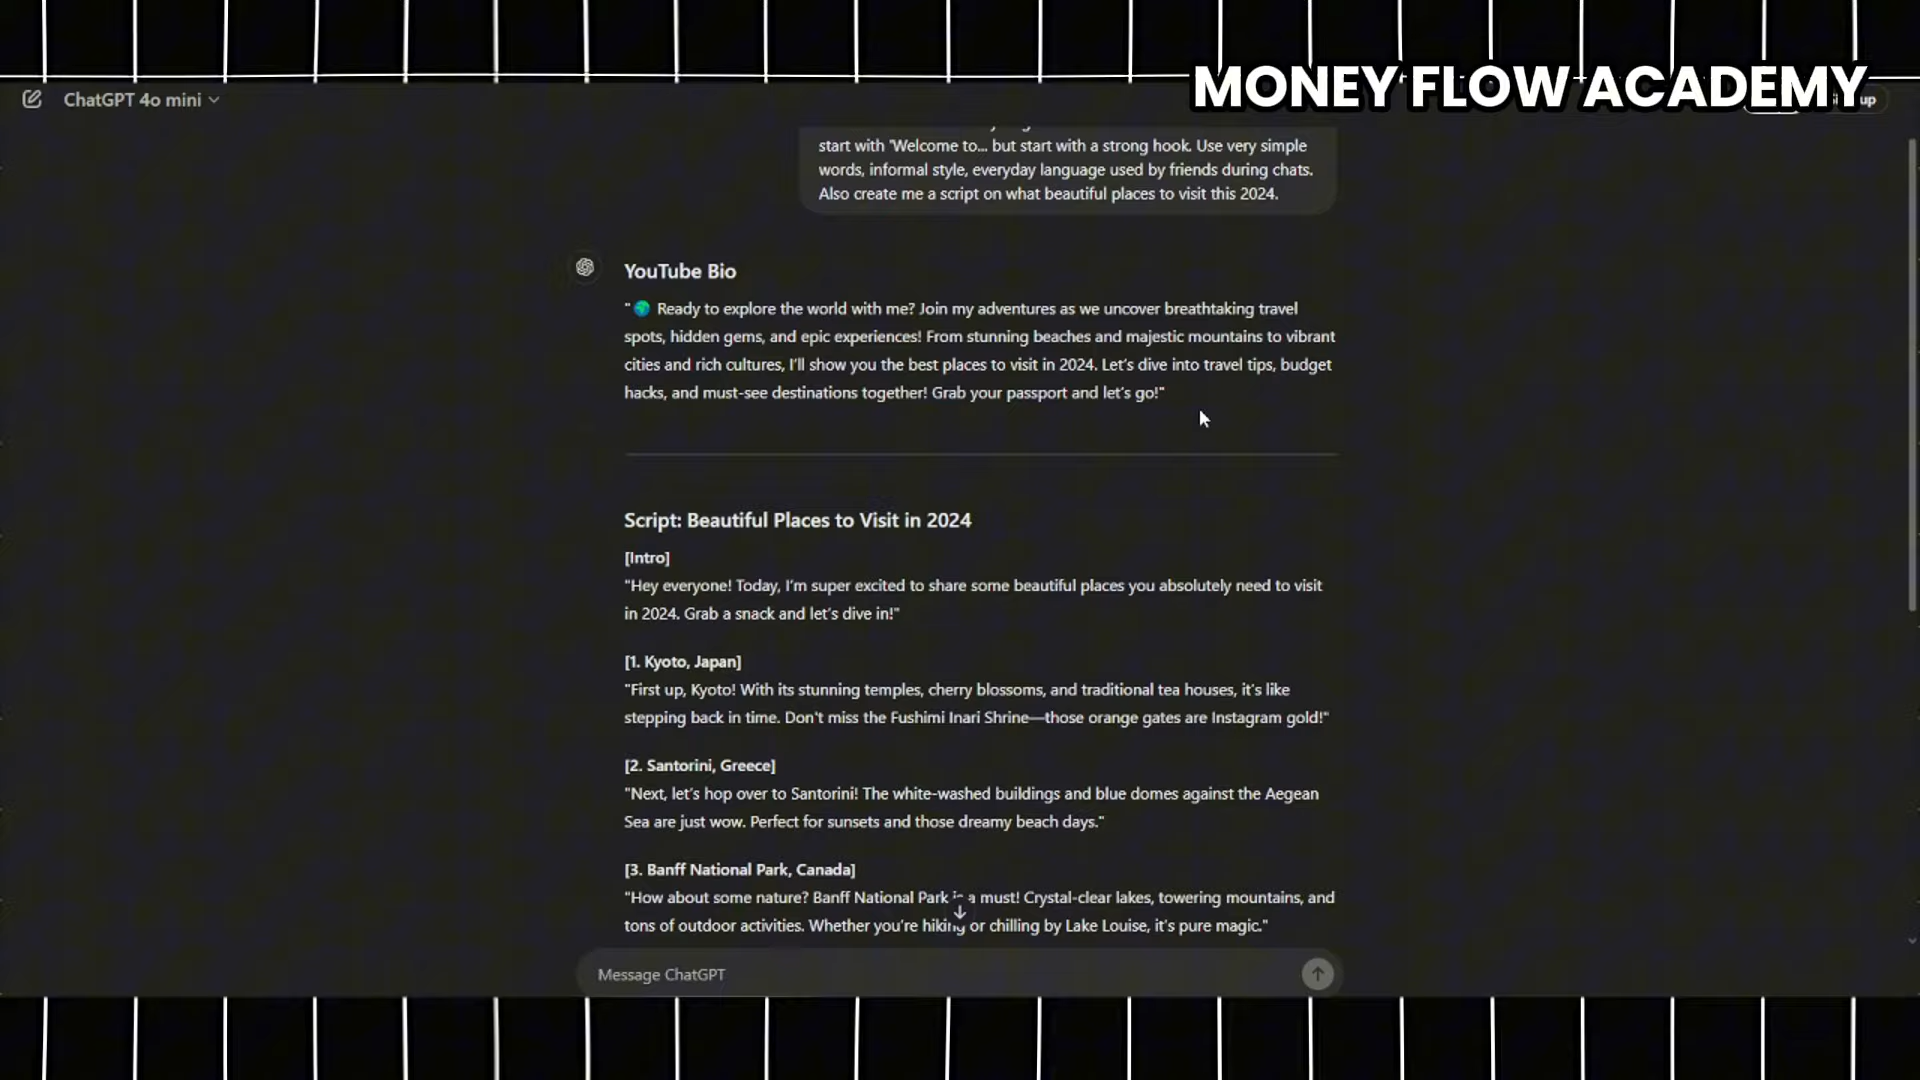 MONEY FLOW ACADEMY
ChatGPT 4o mini
up
start with 'Welcome to... but start with a strong hook. Use very simple
words, informal style, everyday language used by friends during chats.
Also create me a script on what beautiful places to visit this 2024.
YouTube Bio
"🌍 Ready to explore the world with me? Join my adventures as we uncover breathtaking travel
spots, hidden gems, and epic experiences! From stunning beaches and majestic mountains to vibrant
cities and rich cultures, I'll show you the best places to visit in 2024. Let's dive into travel tips, budget
hacks, and must-see destinations together! Grab your passport and let's go!"
Script: Beautiful Places to Visit in 2024
[Intro]
"Hey everyone! Today, I'm super excited to share some beautiful places you absolutely need to visit
in 2024. Grab a snack and let's dive in!"
[1. Kyoto, Japan]
"First up, Kyoto! With its stunning temples, cherry blossoms, and traditional tea houses, it's like
stepping back in time. Don't miss the Fushimi Inari Shrine—those orange gates are Instagram gold!"
[2. Santorini, Greece]
"Next, let's hop over to Santorini! The white-washed buildings and blue domes against the Aegean
Sea are just wow. Perfect for sunsets and those dreamy beach days."
[3. Banff National Park, Canada]
"How about some nature? Banff National Park is a must! Crystal-clear lakes, towering mountains, and
tons of outdoor activities. Whether you're hiking or chilling by Lake Louise, it's pure magic."
Message ChatGPT